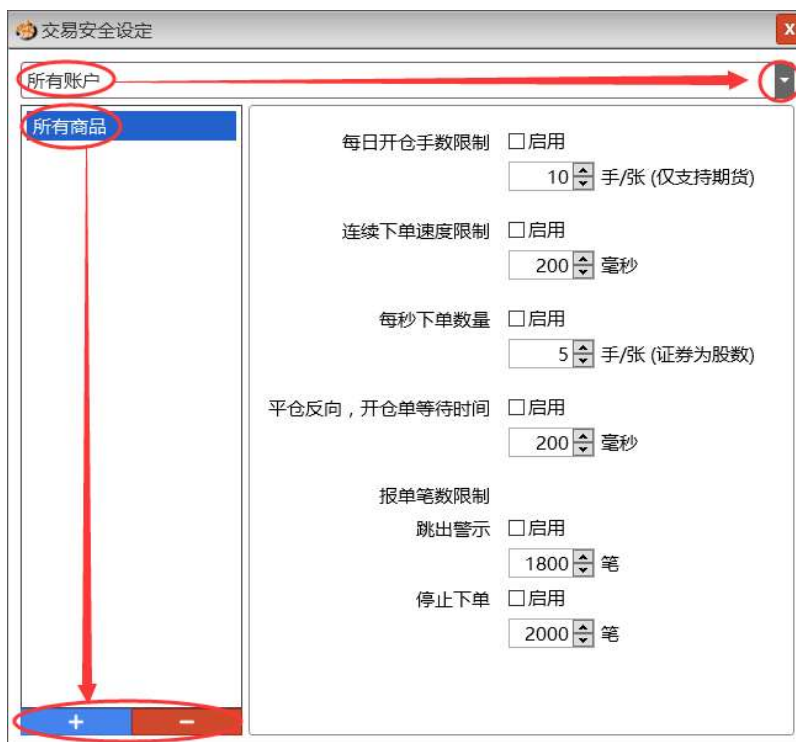 交易安全设定
x
所有账户
所有商品
每日开仓手数限制 启用
10 手/张 (仅支持期货)
连续下单速度限制 启用
200 毫秒
每秒下单数量 启用
5 手/张 (证券为股数)
平仓反向，开仓单等待时间 启用
200 毫秒
报单笔数限制
跳出警示 启用
1800 笔
停止下单 启用
2000 笔
+ −